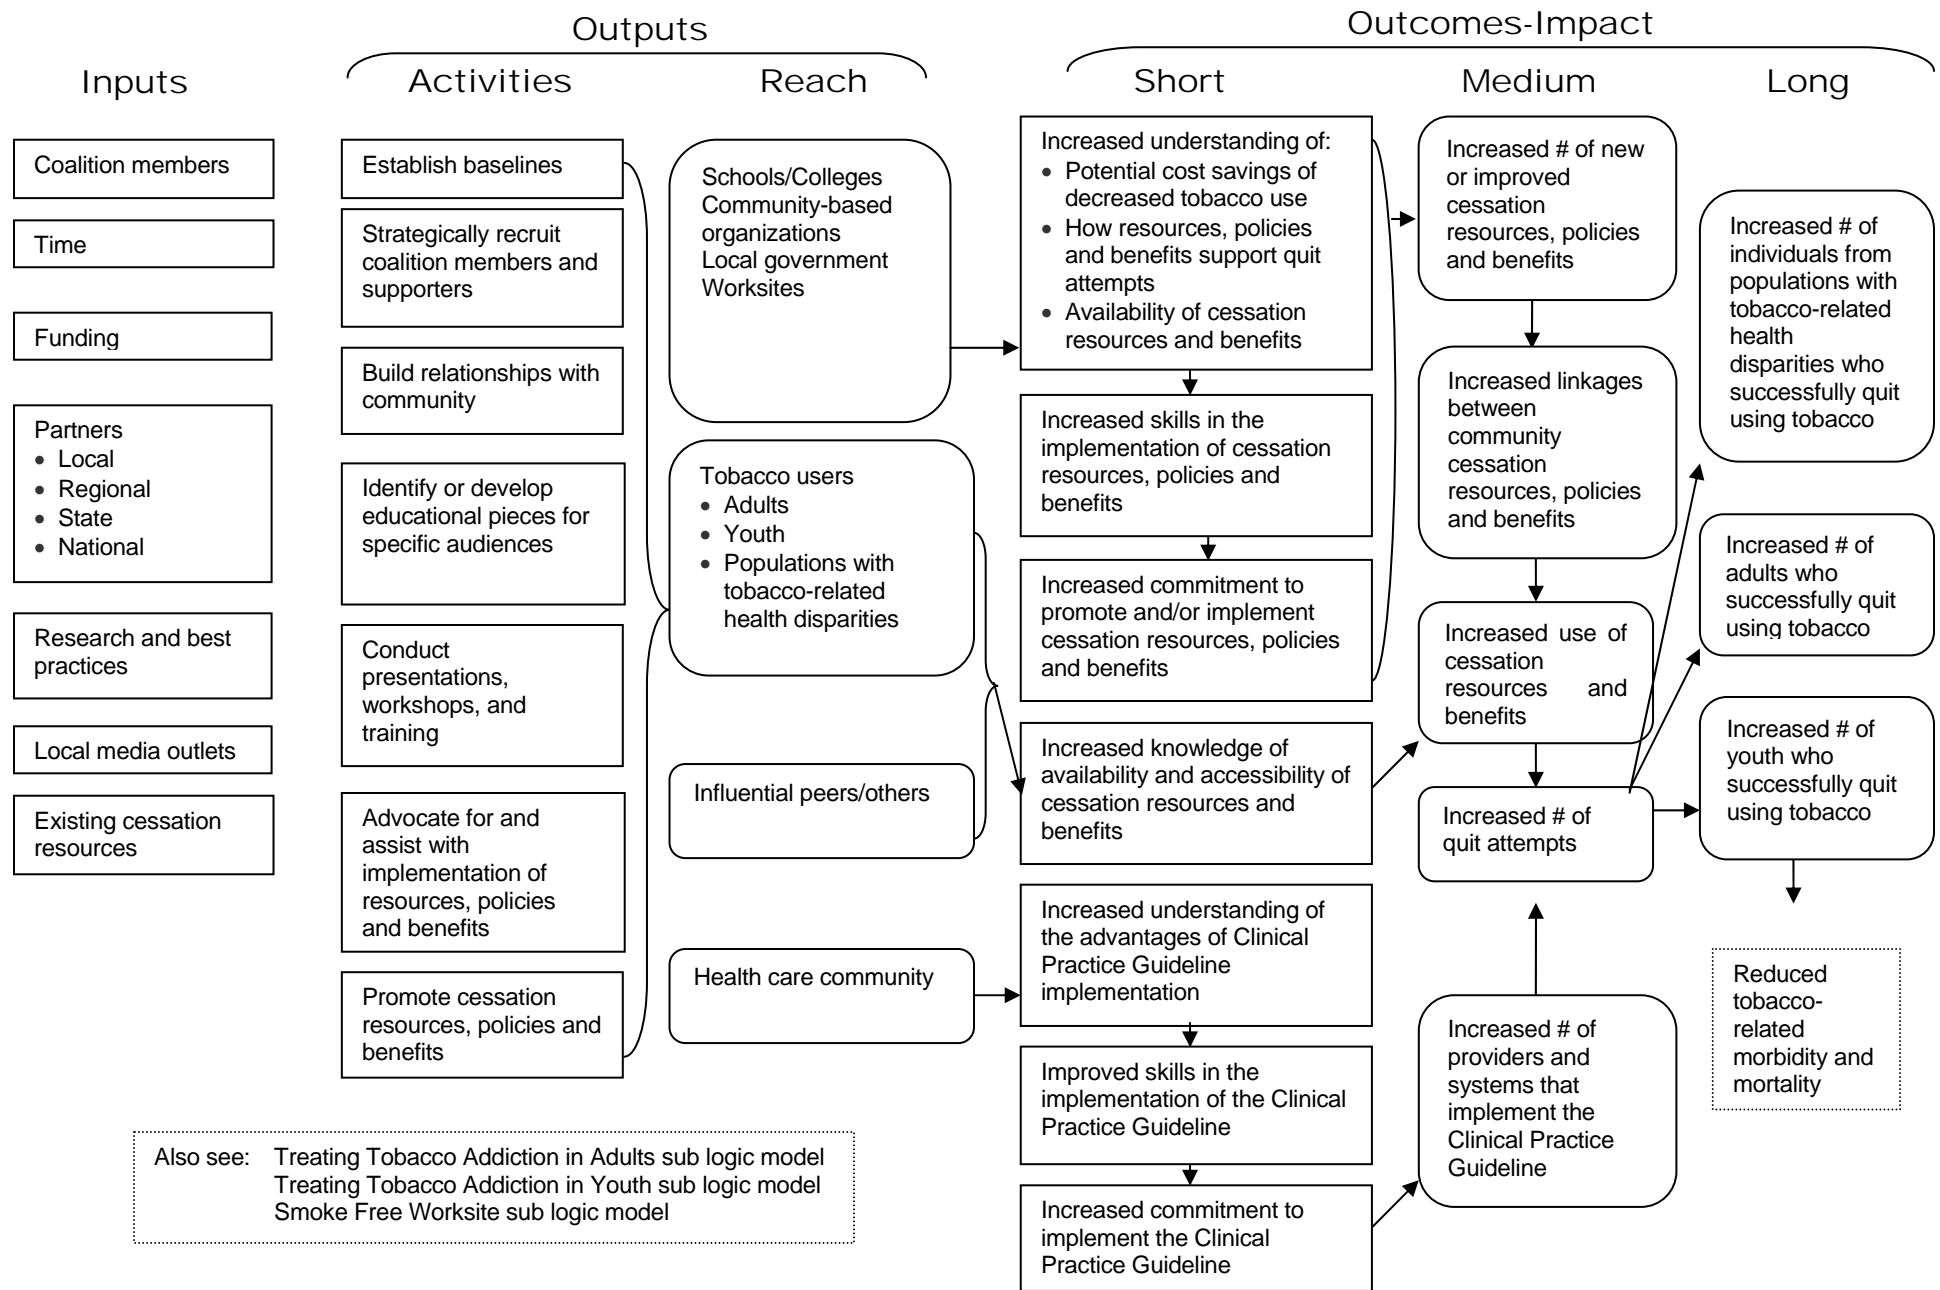 Outputs
Outcomes-Impact
Inputs
Activities
Reach
Short
Medium
Long
Coalition members
Time
Funding
Partners
• Local
• Regional
• State
• National
Research and best
practices
Local media outlets
Existing cessation
resources
Establish baselines
Strategically recruit
coalition members and
supporters
Build relationships with
community
Identify or develop
educational pieces for
specific audiences
Conduct
presentations,
workshops, and
training
Advocate for and
assist with
implementation of
resources, policies
and benefits
Promote cessation
resources, policies and
benefits
Schools/Colleges
Community-based
organizations
Local government
Worksites
Tobacco users
• Adults
• Youth
• Populations with
tobacco-related
health disparities
Influential peers/others
Health care community
Increased understanding of:
• Potential cost savings of
decreased tobacco use
• How resources, policies
and benefits support quit
attempts
• Availability of cessation
resources and benefits
Increased skills in the
implementation of cessation
resources, policies and
benefits
Increased commitment to
promote and/or implement
cessation resources, policies
and benefits
Increased knowledge of
availability and accessibility of
cessation resources and
benefits
Increased understanding of
the advantages of Clinical
Practice Guideline
implementation
Improved skills in the
implementation of the Clinical
Practice Guideline
Increased commitment to
implement the Clinical
Practice Guideline
Increased # of new
or improved
cessation
resources, policies
and benefits
Increased linkages
between
community
cessation
resources, policies
and benefits
Increased use of
cessation
resources and
benefits
Increased # of
quit attempts
Increased # of
providers and
systems that
implement the
Clinical Practice
Guideline
Increased # of
individuals from
populations with
tobacco-related
health
disparities who
successfully quit
using tobacco
Increased # of
adults who
successfully quit
using tobacco
Increased # of
youth who
successfully quit
using tobacco
Reduced
tobacco-
related
morbidity and
mortality
Also see: Treating Tobacco Addiction in Adults sub logic model
Treating Tobacco Addiction in Youth sub logic model
Smoke Free Worksite sub logic model